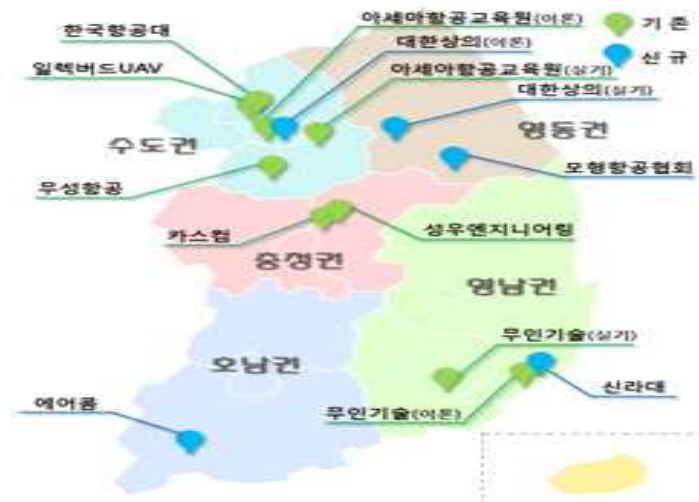 아세아항공교육원(이론)
기 존
한국항공대
대한상의(이론)
신 규
일렉버드UAV
아세아항공교육원(실기)
대한상의(실기)
영동권
수도권
모형항공협회
무성항공
카스컴
성우엔지니어링
충청권
영남권
무인기술(실기)
호남권
신라대
에어콤
무인기술(이론)